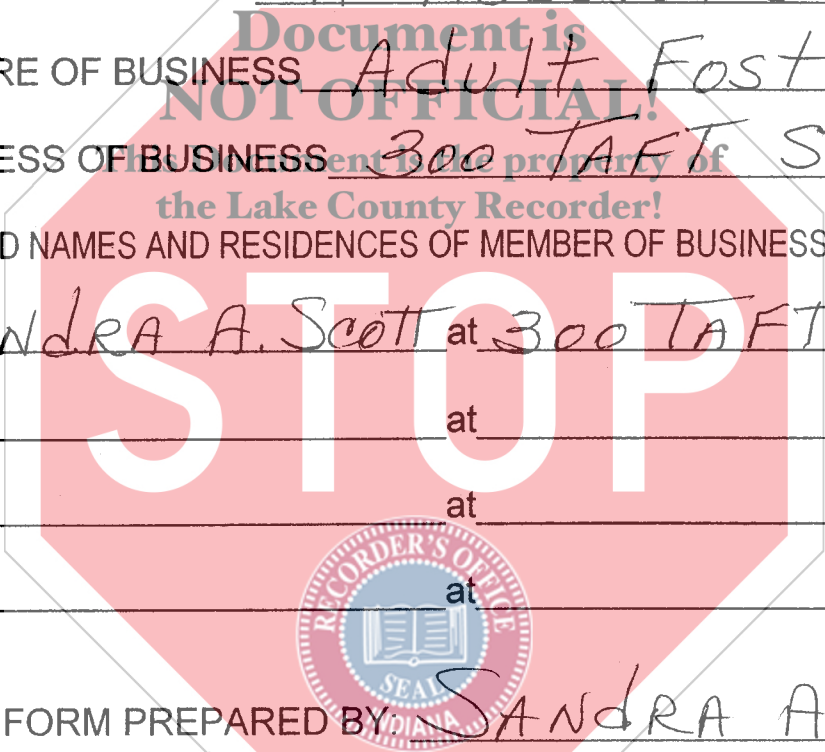 Document is
RE OF BUSINESS Adult Fost
NOT OFFICIAL!
ESS OF BUSINESS 300 TAFT S
This Document is the property of
the Lake County Recorder!
D NAMES AND RESIDENCES OF MEMBER OF BUSINESS
STOP
NdRA A. Scott at 300 TAFT
at
at
at
RECORDER'S OFFICE
SEAL
INDIANA
FORM PREPARED BY: SANdRA A